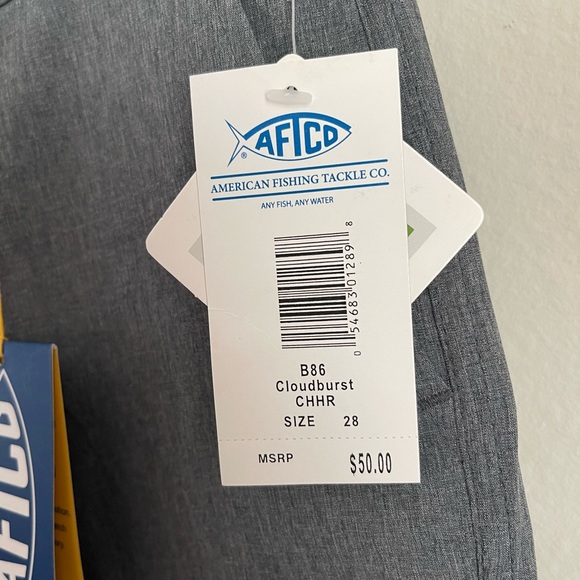 AFTCO
®
AMERICAN FISHING TACKLE CO.
ANY FISH, ANY WATER
0 54683 01289 8
B86
Cloudburst
CHHR
SIZE 28
MSRP $50.00
AFTCO